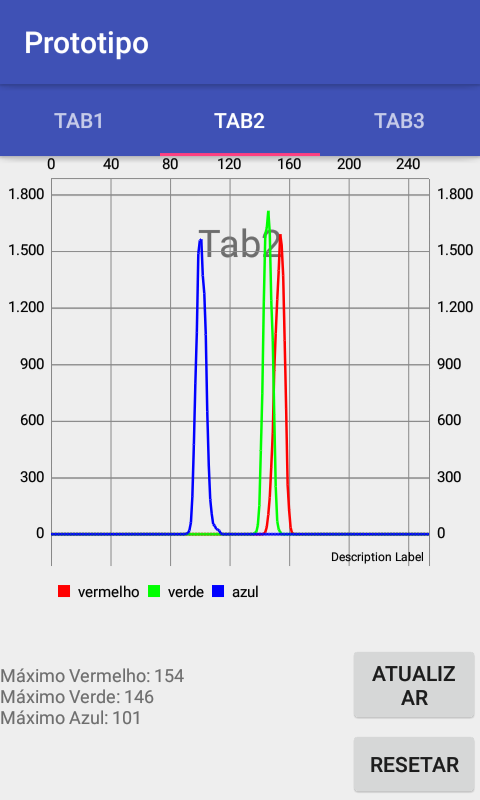 Prototipo
TAB1 TAB2 TAB3
0 40 80 120 160 200 240
1.800 1.800
Tab2
1.500 1.500
1.200 1.200
900 900
600 600
300 300
0 0
Description Label
vermelho verde azul
Máximo Vermelho: 154
Máximo Verde: 146
Máximo Azul: 101
ATUALIZ
AR
RESETAR